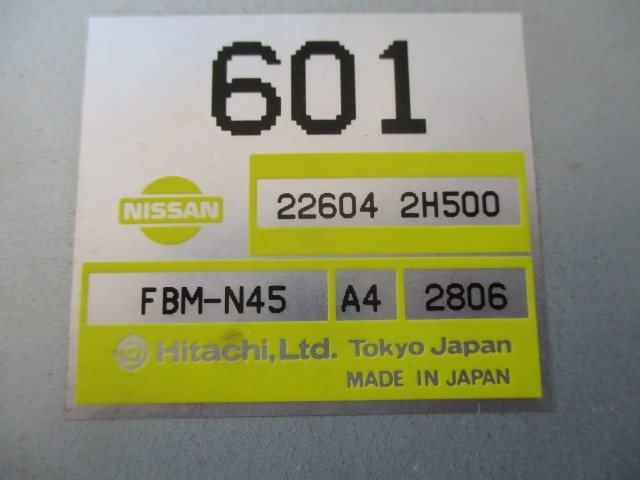 601
NISSAN 22604 2H500
FBM-N45 A4 2806
Hitachi, Ltd. Tokyo Japan
MADE IN JAPAN